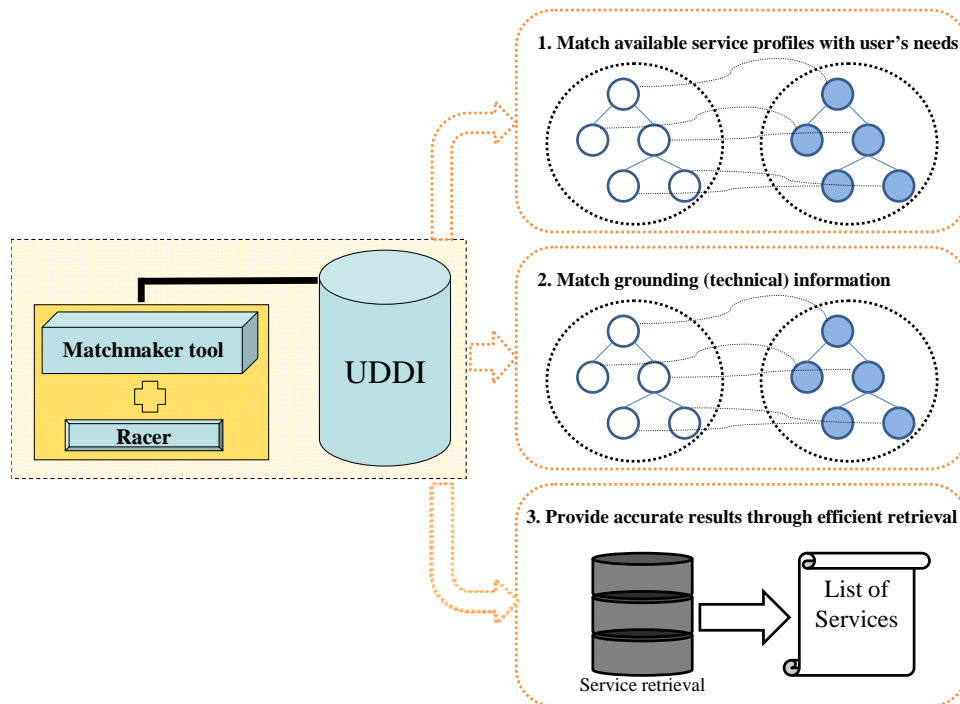 1. Match available service profiles with user's needs
Matchmaker tool
Racer
UDDI
2. Match grounding (technical) information
3. Provide accurate results through efficient retrieval
List of
Services
Service retrieval